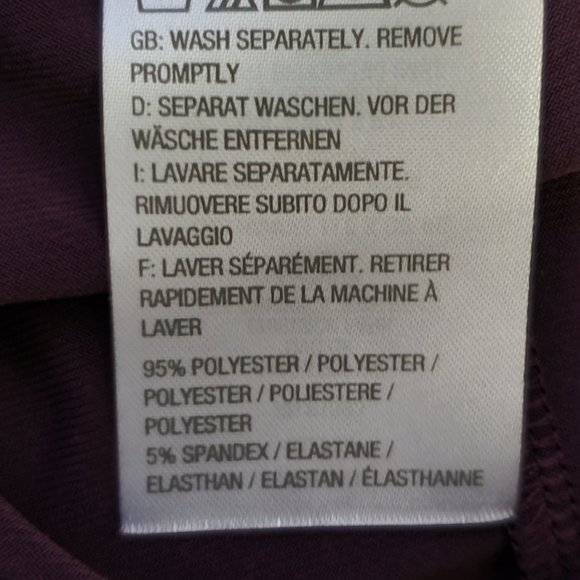 GB: WASH SEPARATELY. REMOVE
PROMPTLY
D: SEPARAT WASCHEN. VOR DER
WÄSCHE ENTFERNEN
I: LAVARE SEPARATAMENTE.
RIMUOVERE SUBITO DOPO IL
LAVAGGIO
F: LAVER SÉPARÉMENT. RETIRER
RAPIDEMENT DE LA MACHINE À
LAVER
95% POLYESTER / POLYESTER /
POLYESTER / POLIESTERE /
POLYESTER
5% SPANDEX / ELASTANE /
ELASTHAN / ELASTAN / ÉLASTHANNE